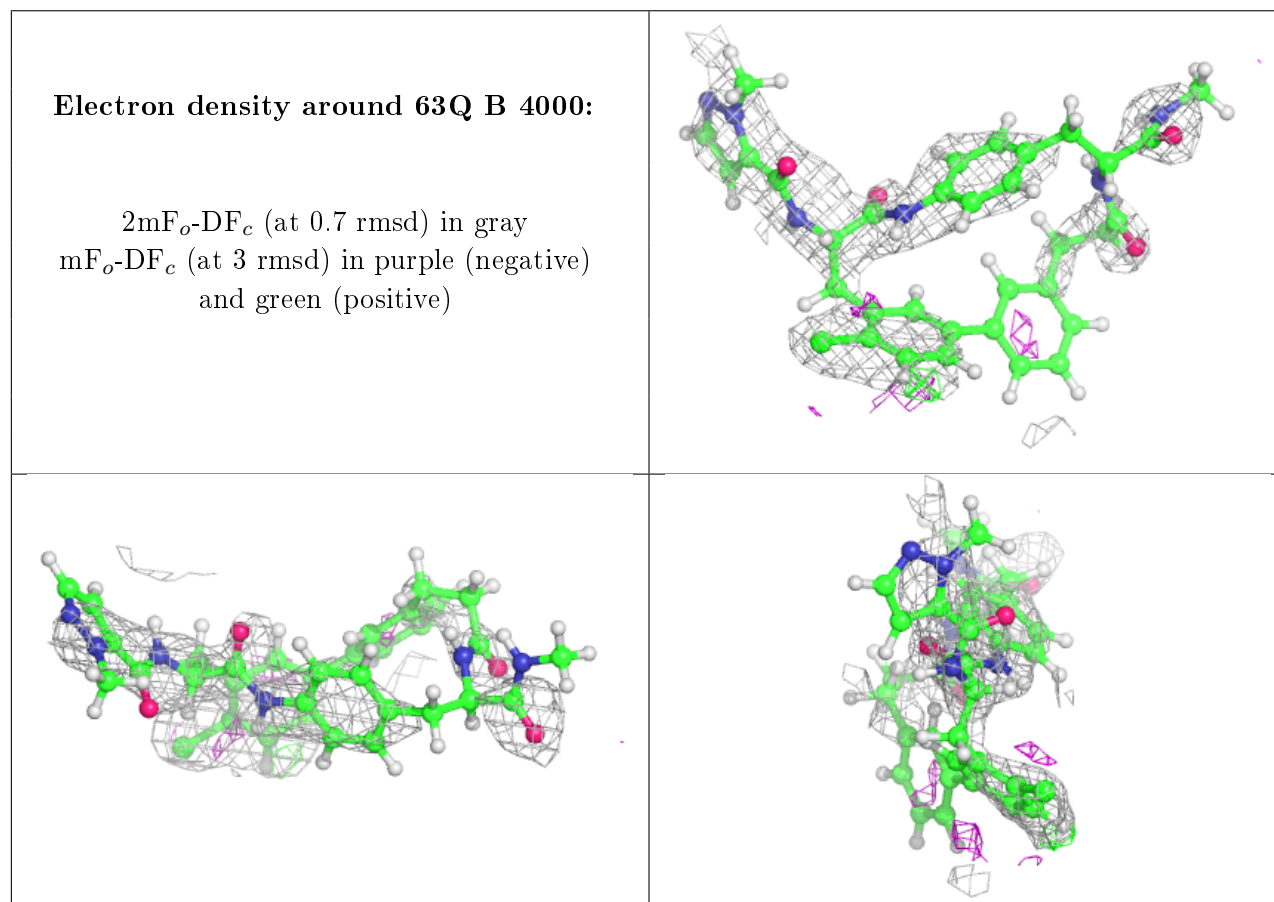 Electron density around 63Q B 4000:
2mFₒ-DF𝒸 (at 0.7 rmsd) in gray
mFₒ-DF𝒸 (at 3 rmsd) in purple (negative)
and green (positive)